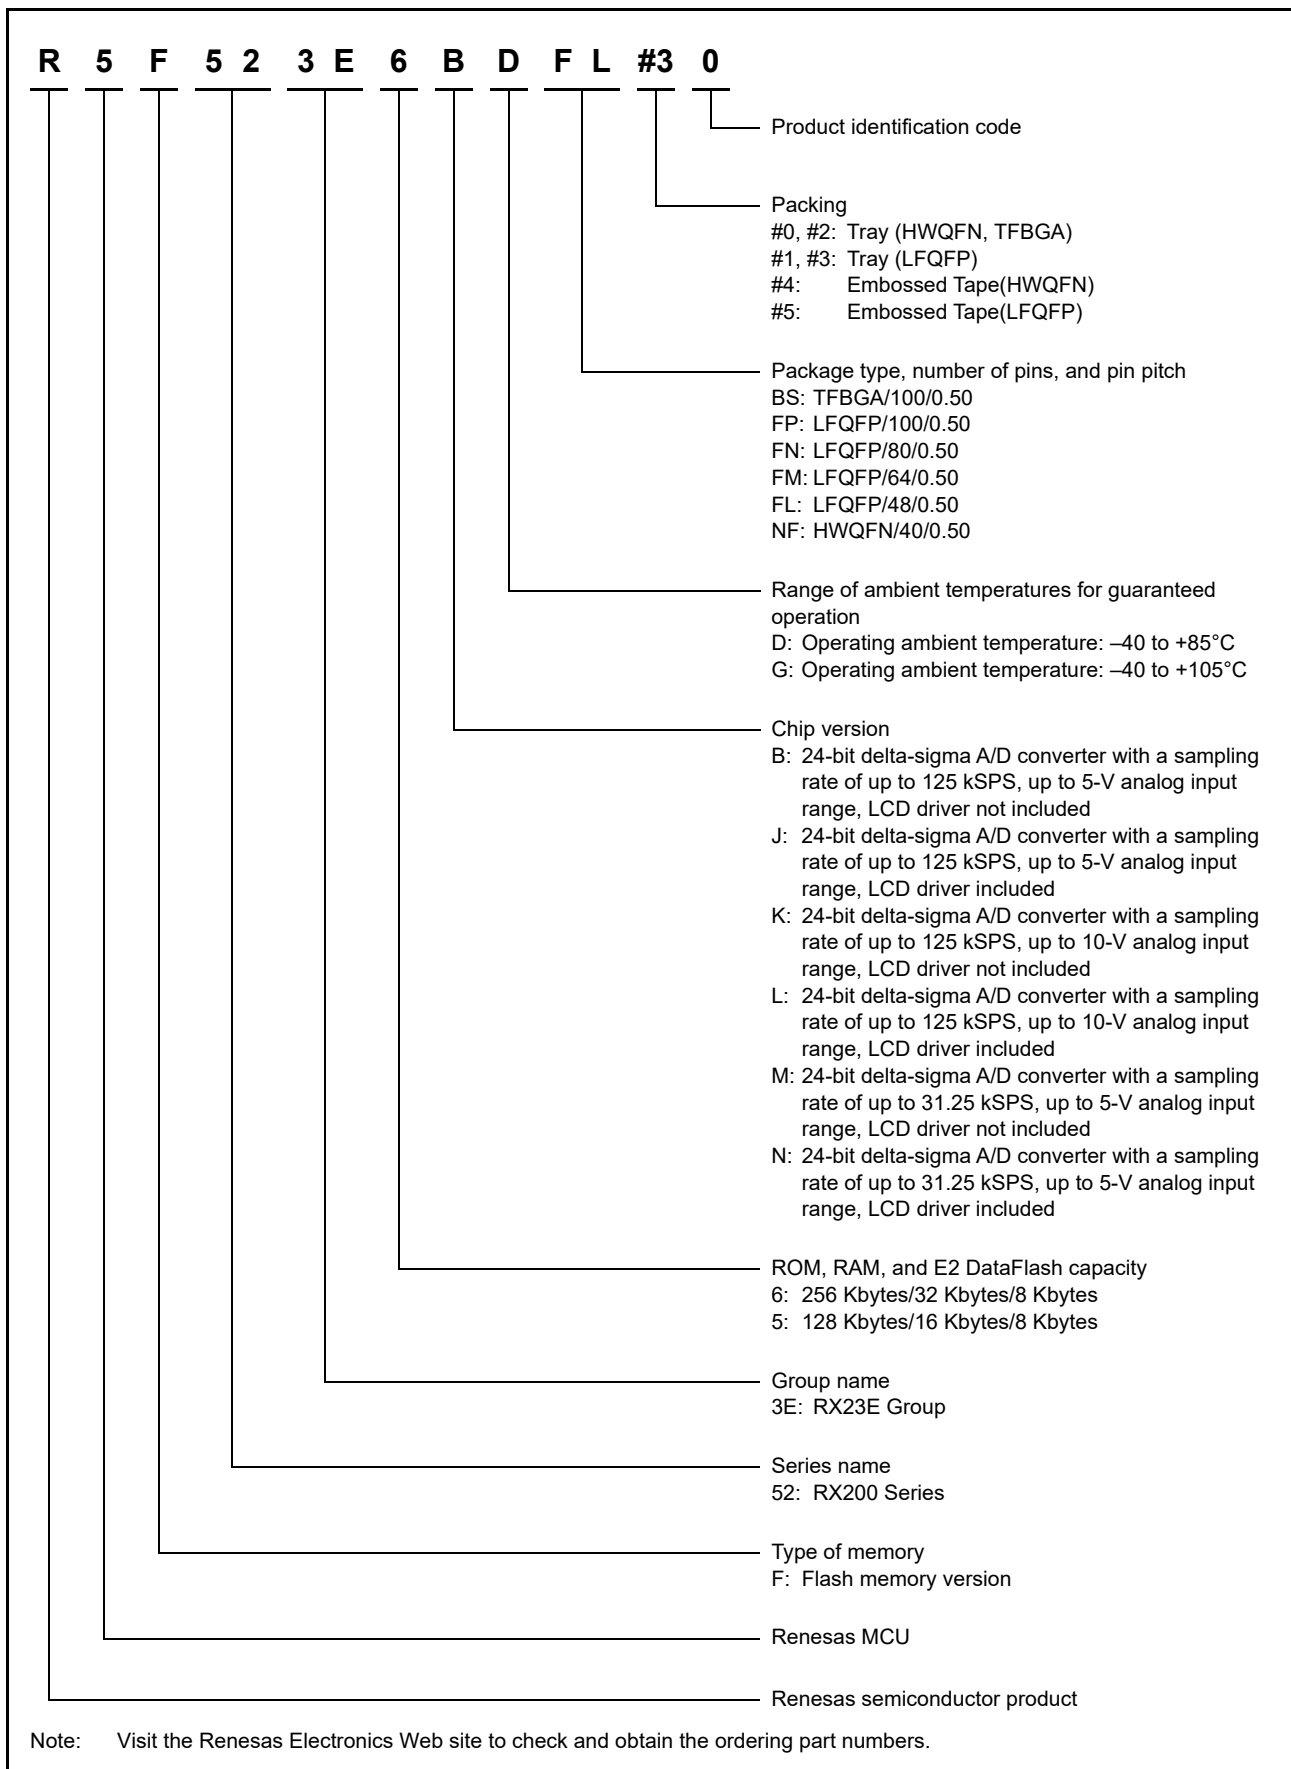 R 5 F 5 2 3 E 6 B D F L #3 0
Product identification code
Packing
#0, #2: Tray (HWQFN, TFBGA)
#1, #3: Tray (LFQFP)
#4: Embossed Tape(HWQFN)
#5: Embossed Tape(LFQFP)
Package type, number of pins, and pin pitch
BS: TFBGA/100/0.50
FP: LFQFP/100/0.50
FN: LFQFP/80/0.50
FM: LFQFP/64/0.50
FL: LFQFP/48/0.50
NF: HWQFN/40/0.50
Range of ambient temperatures for guaranteed
operation
D: Operating ambient temperature: –40 to +85°C
G: Operating ambient temperature: –40 to +105°C
Chip version
B: 24-bit delta-sigma A/D converter with a sampling
rate of up to 125 kSPS, up to 5-V analog input
range, LCD driver not included
J: 24-bit delta-sigma A/D converter with a sampling
rate of up to 125 kSPS, up to 5-V analog input
range, LCD driver included
K: 24-bit delta-sigma A/D converter with a sampling
rate of up to 125 kSPS, up to 10-V analog input
range, LCD driver not included
L: 24-bit delta-sigma A/D converter with a sampling
rate of up to 125 kSPS, up to 10-V analog input
range, LCD driver included
M: 24-bit delta-sigma A/D converter with a sampling
rate of up to 31.25 kSPS, up to 5-V analog input
range, LCD driver not included
N: 24-bit delta-sigma A/D converter with a sampling
rate of up to 31.25 kSPS, up to 5-V analog input
range, LCD driver included
ROM, RAM, and E2 DataFlash capacity
6: 256 Kbytes/32 Kbytes/8 Kbytes
5: 128 Kbytes/16 Kbytes/8 Kbytes
Group name
3E: RX23E Group
Series name
52: RX200 Series
Type of memory
F: Flash memory version
Renesas MCU
Renesas semiconductor product
Note: Visit the Renesas Electronics Web site to check and obtain the ordering part numbers.